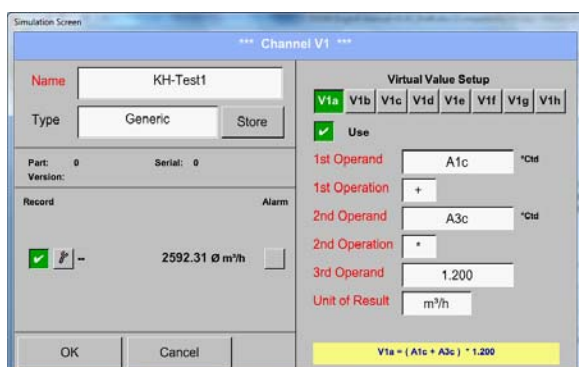 Simulation Screen
*** Channel V1 ***
Name KH-Test1
Type Generic Store
Part: 0 Serial: 0
Version:
Record Alarm
-- 2592.31 Ø m³/h
OK Cancel
Virtual Value Setup
V1a V1b V1c V1d V1e V1f V1g V1h
Use
1st Operand A1c °Ctd
1st Operation +
2nd Operand A3c °Ctd
2nd Operation *
3rd Operand 1.200
Unit of Result m³/h
V1a = ( A1c + A3c ) * 1.200